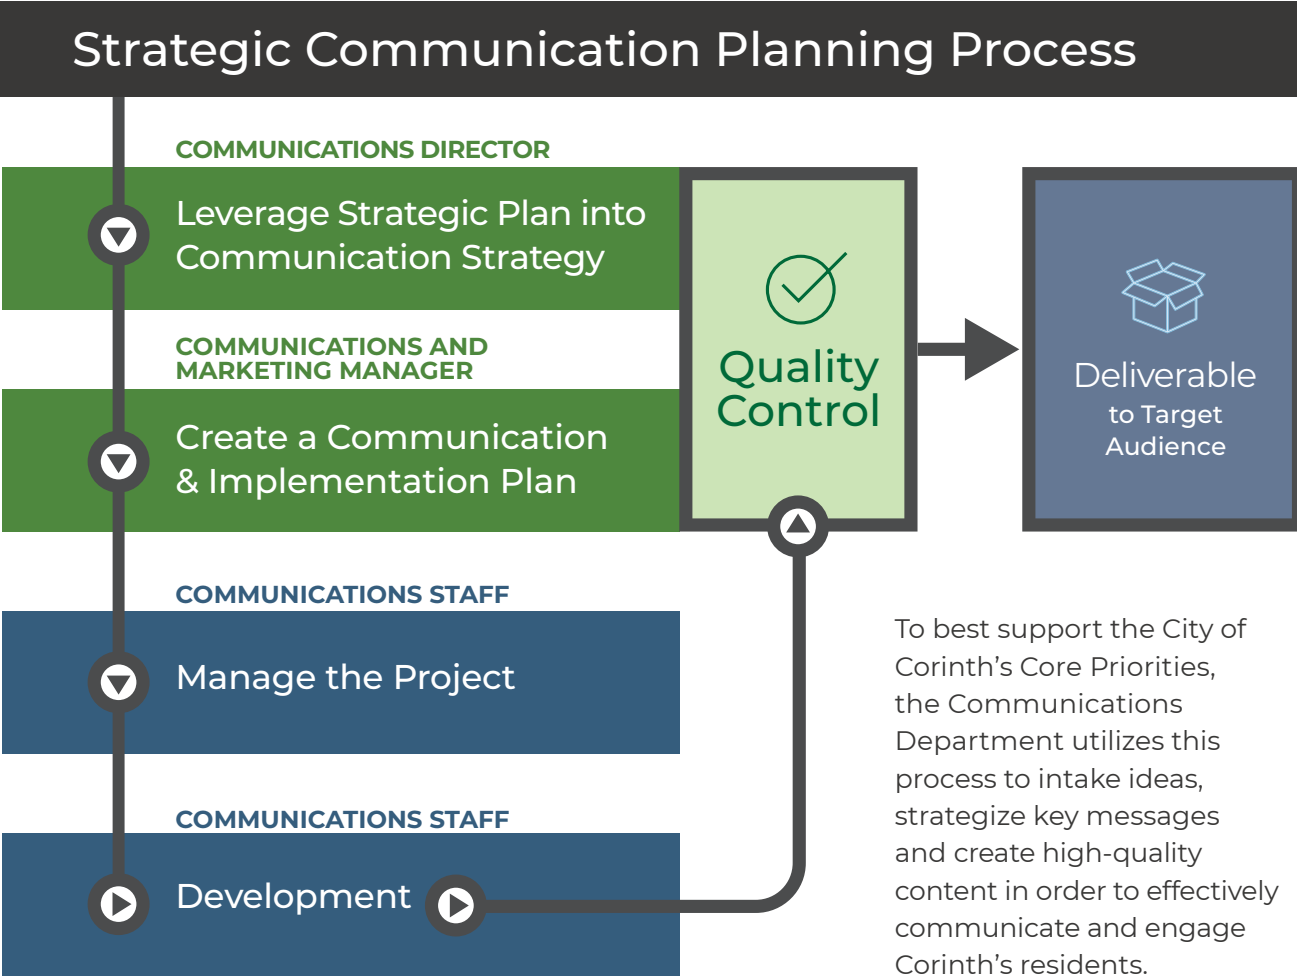 Strategic Communication Planning Process
COMMUNICATIONS DIRECTOR
Leverage Strategic Plan into
Communication Strategy
COMMUNICATIONS AND
MARKETING MANAGER
Create a Communication
& Implementation Plan
COMMUNICATIONS STAFF
Manage the Project
COMMUNICATIONS STAFF
Development
Quality
Control
Deliverable
to Target
Audience
To best support the City of
Corinth’s Core Priorities,
the Communications
Department utilizes this
process to intake ideas,
strategize key messages
and create high-quality
content in order to effectively
communicate and engage
Corinth’s residents.